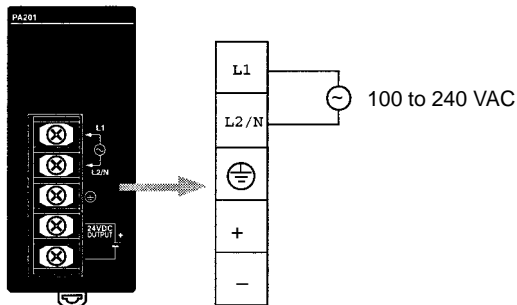 PA201
L1
L2/N
24VDC
OUTPUT
+
L1
L2/N
+
−
100 to 240 VAC